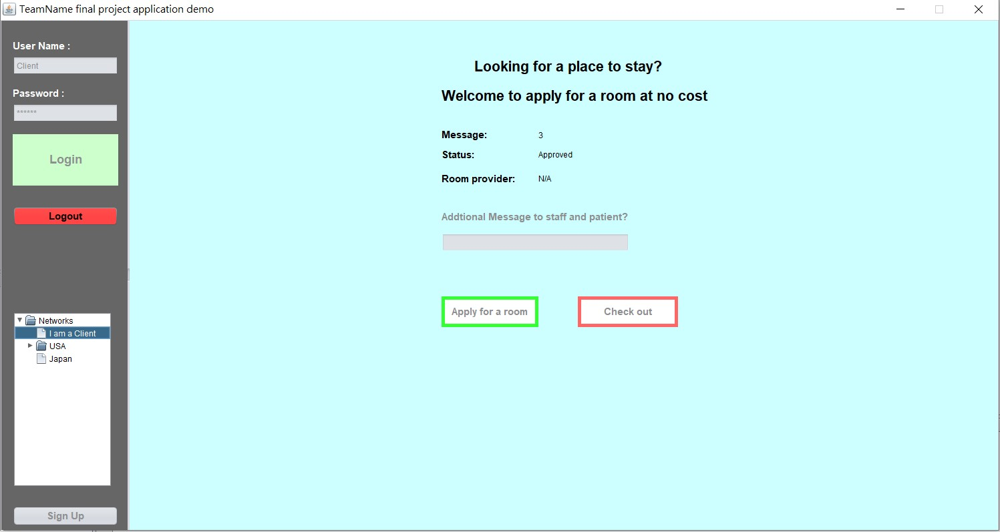 TeamName final project application demo
User Name :
Client
Password :
******
Login
Logout
Networks
I am a Client
USA
Japan
Sign Up
Looking for a place to stay?
Welcome to apply for a room at no cost
Message: 3
Status: Approved
Room provider: N/A
Addtional Message to staff and patient?
Apply for a room Check out